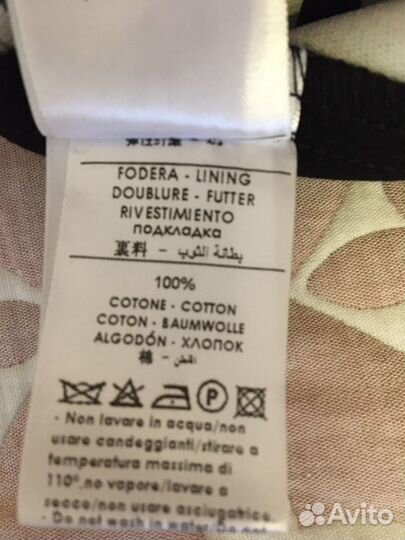 FODERA - LINING
DOUBLURE - FUTTER
RIVESTIMENTO
ПОДКЛАДКА
裏料 - بطانة الثوب
100%
COTONE - COTTON
COTON - BAUMWOLLE
ALGODÓN - ХЛОПОК
棉 -
P
- Non lavare in acqua/non
usare candeggianti/stirare a
temperatura massima di
110°, no vapore/lavare a
secco/non usare asciugatrice/
- Do not wash in water/Do not
Avito